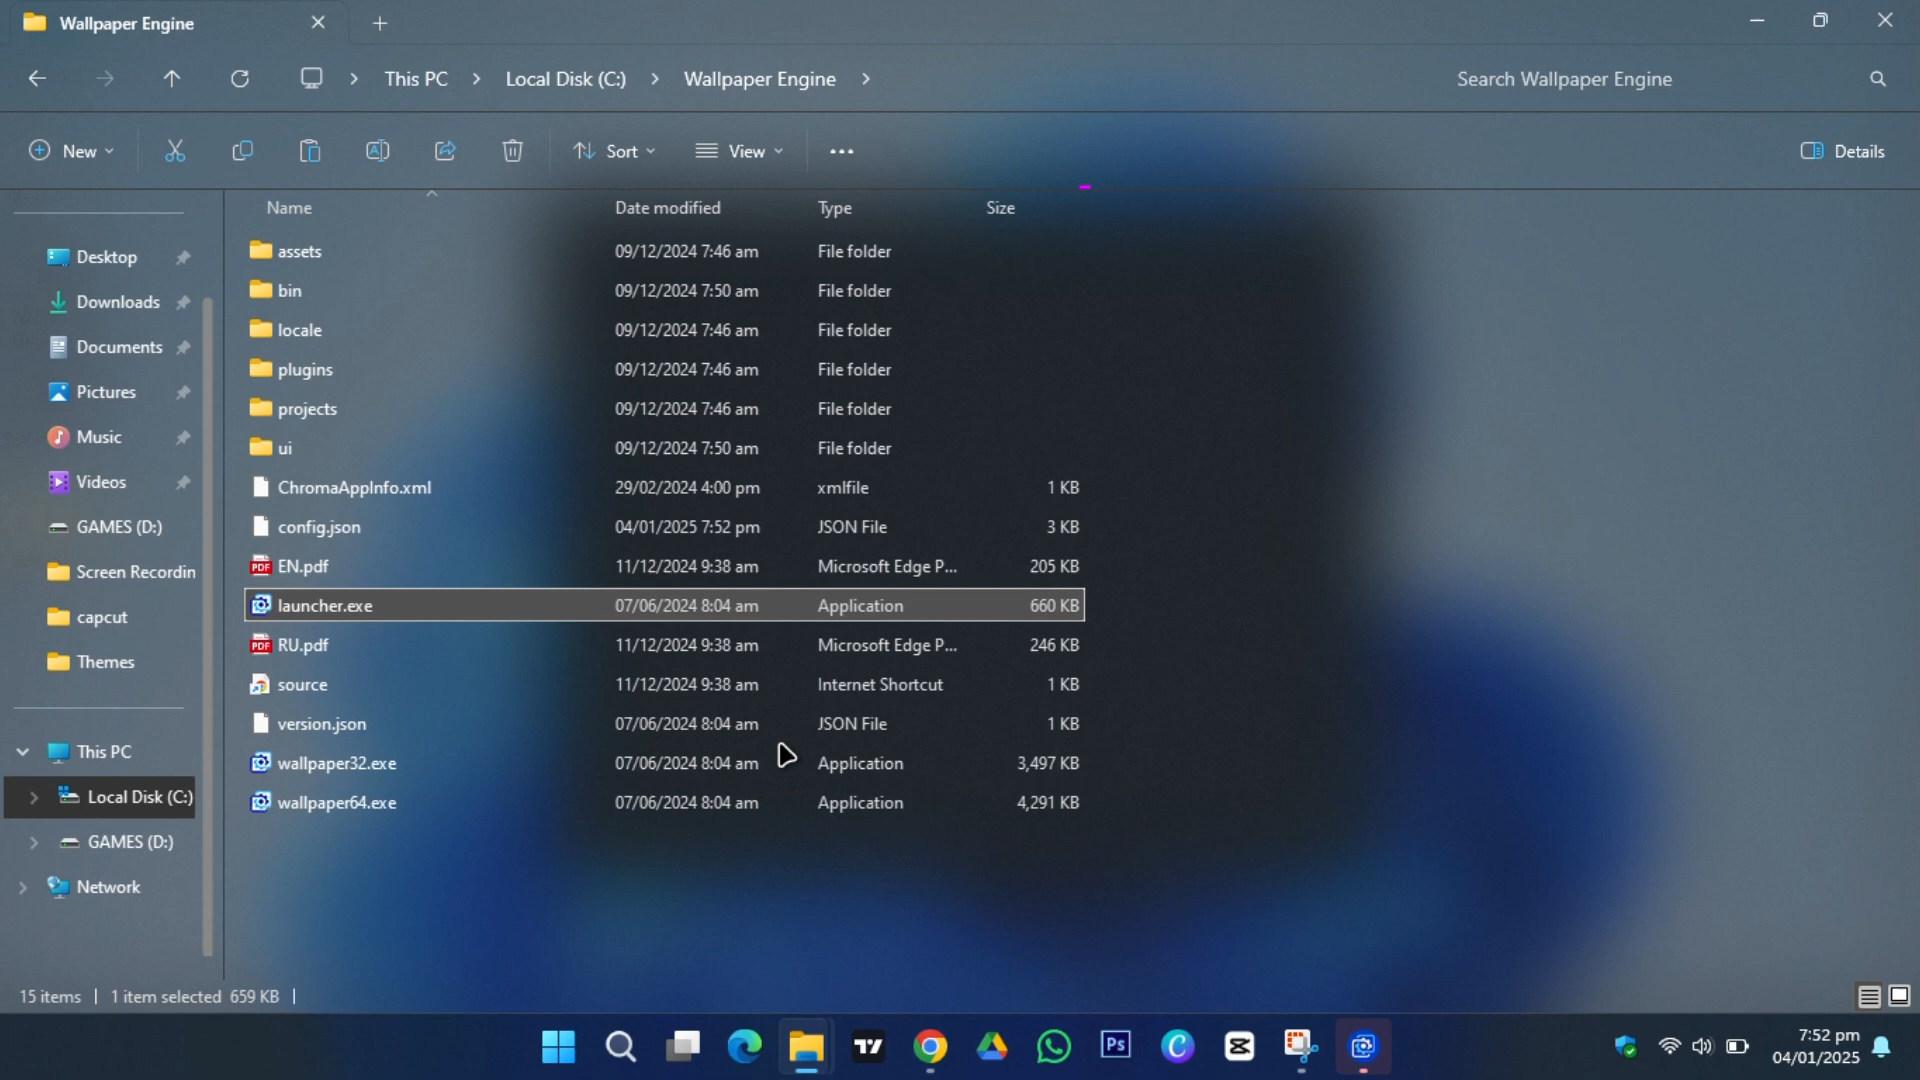 Wallpaper Engine
This PC
Local Disk (C:)
Wallpaper Engine
Search Wallpaper Engine
New
Sort
View
Details
Name
Date modified
Type
Size
Desktop
Downloads
Documents
Pictures
Music
Videos
GAMES (D:)
Screen Recordin
capcut
Themes
This PC
Local Disk (C:)
GAMES (D:)
Network
assets 09/12/2024 7:46 am File folder
bin 09/12/2024 7:50 am File folder
locale 09/12/2024 7:46 am File folder
plugins 09/12/2024 7:46 am File folder
projects 09/12/2024 7:46 am File folder
ui 09/12/2024 7:50 am File folder
ChromaAppInfo.xml 29/02/2024 4:00 pm xmlfile 1 KB
config.json 04/01/2025 7:52 pm JSON File 3 KB
EN.pdf 11/12/2024 9:38 am Microsoft Edge P... 205 KB
launcher.exe 07/06/2024 8:04 am Application 660 KB
RU.pdf 11/12/2024 9:38 am Microsoft Edge P... 246 KB
source 11/12/2024 9:38 am Internet Shortcut 1 KB
version.json 07/06/2024 8:04 am JSON File 1 KB
wallpaper32.exe 07/06/2024 8:04 am Application 3,497 KB
wallpaper64.exe 07/06/2024 8:04 am Application 4,291 KB
15 items
1 item selected 659 KB
Ps
7:52 pm
04/01/2025